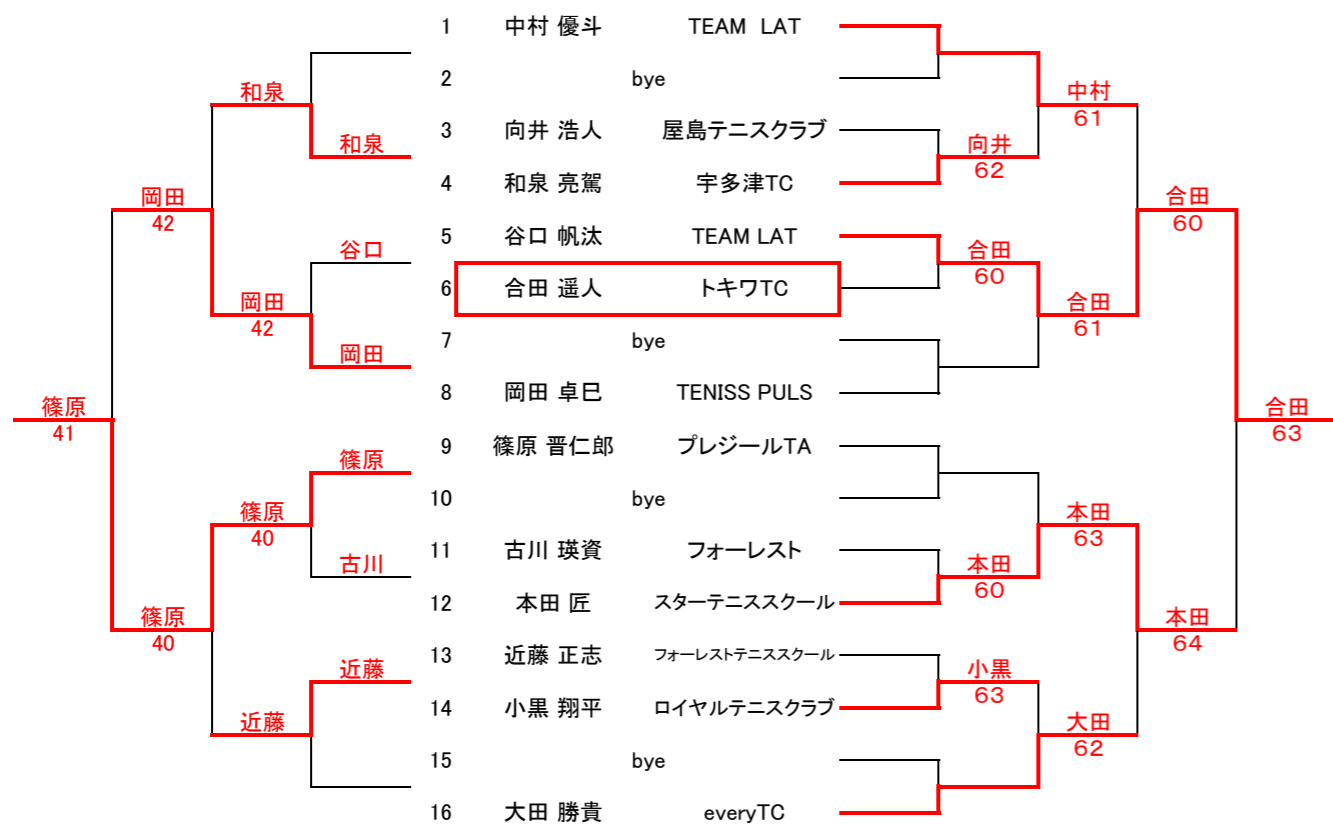 1 中村 優斗 TEAM LAT
2 bye
和泉 中村
61
3 向井 浩人 屋島テニスクラブ
和泉 向井
62
4 和泉 亮駕 宇多津TC
岡田 合田
42 60
5 谷口 帆汰 TEAM LAT
谷口 合田
60
6 合田 遥人 トキワTC
岡田 合田
42 61
7 bye
岡田
8 岡田 卓巳 TENISS PULS
篠原 合田
41 63
9 篠原 晋仁郎 プレジールTA
篠原
10 bye
篠原 本田
40 63
11 古川 瑛資 フォーレスト
古川 本田
60
12 本田 匠 スターテニススクール
篠原 本田
40 64
13 近藤 正志 フォーレストテニススクール
近藤 小黒
63
14 小黒 翔平 ロイヤルテニスクラブ
近藤 大田
62
15 bye
16 大田 勝貴 everyTC